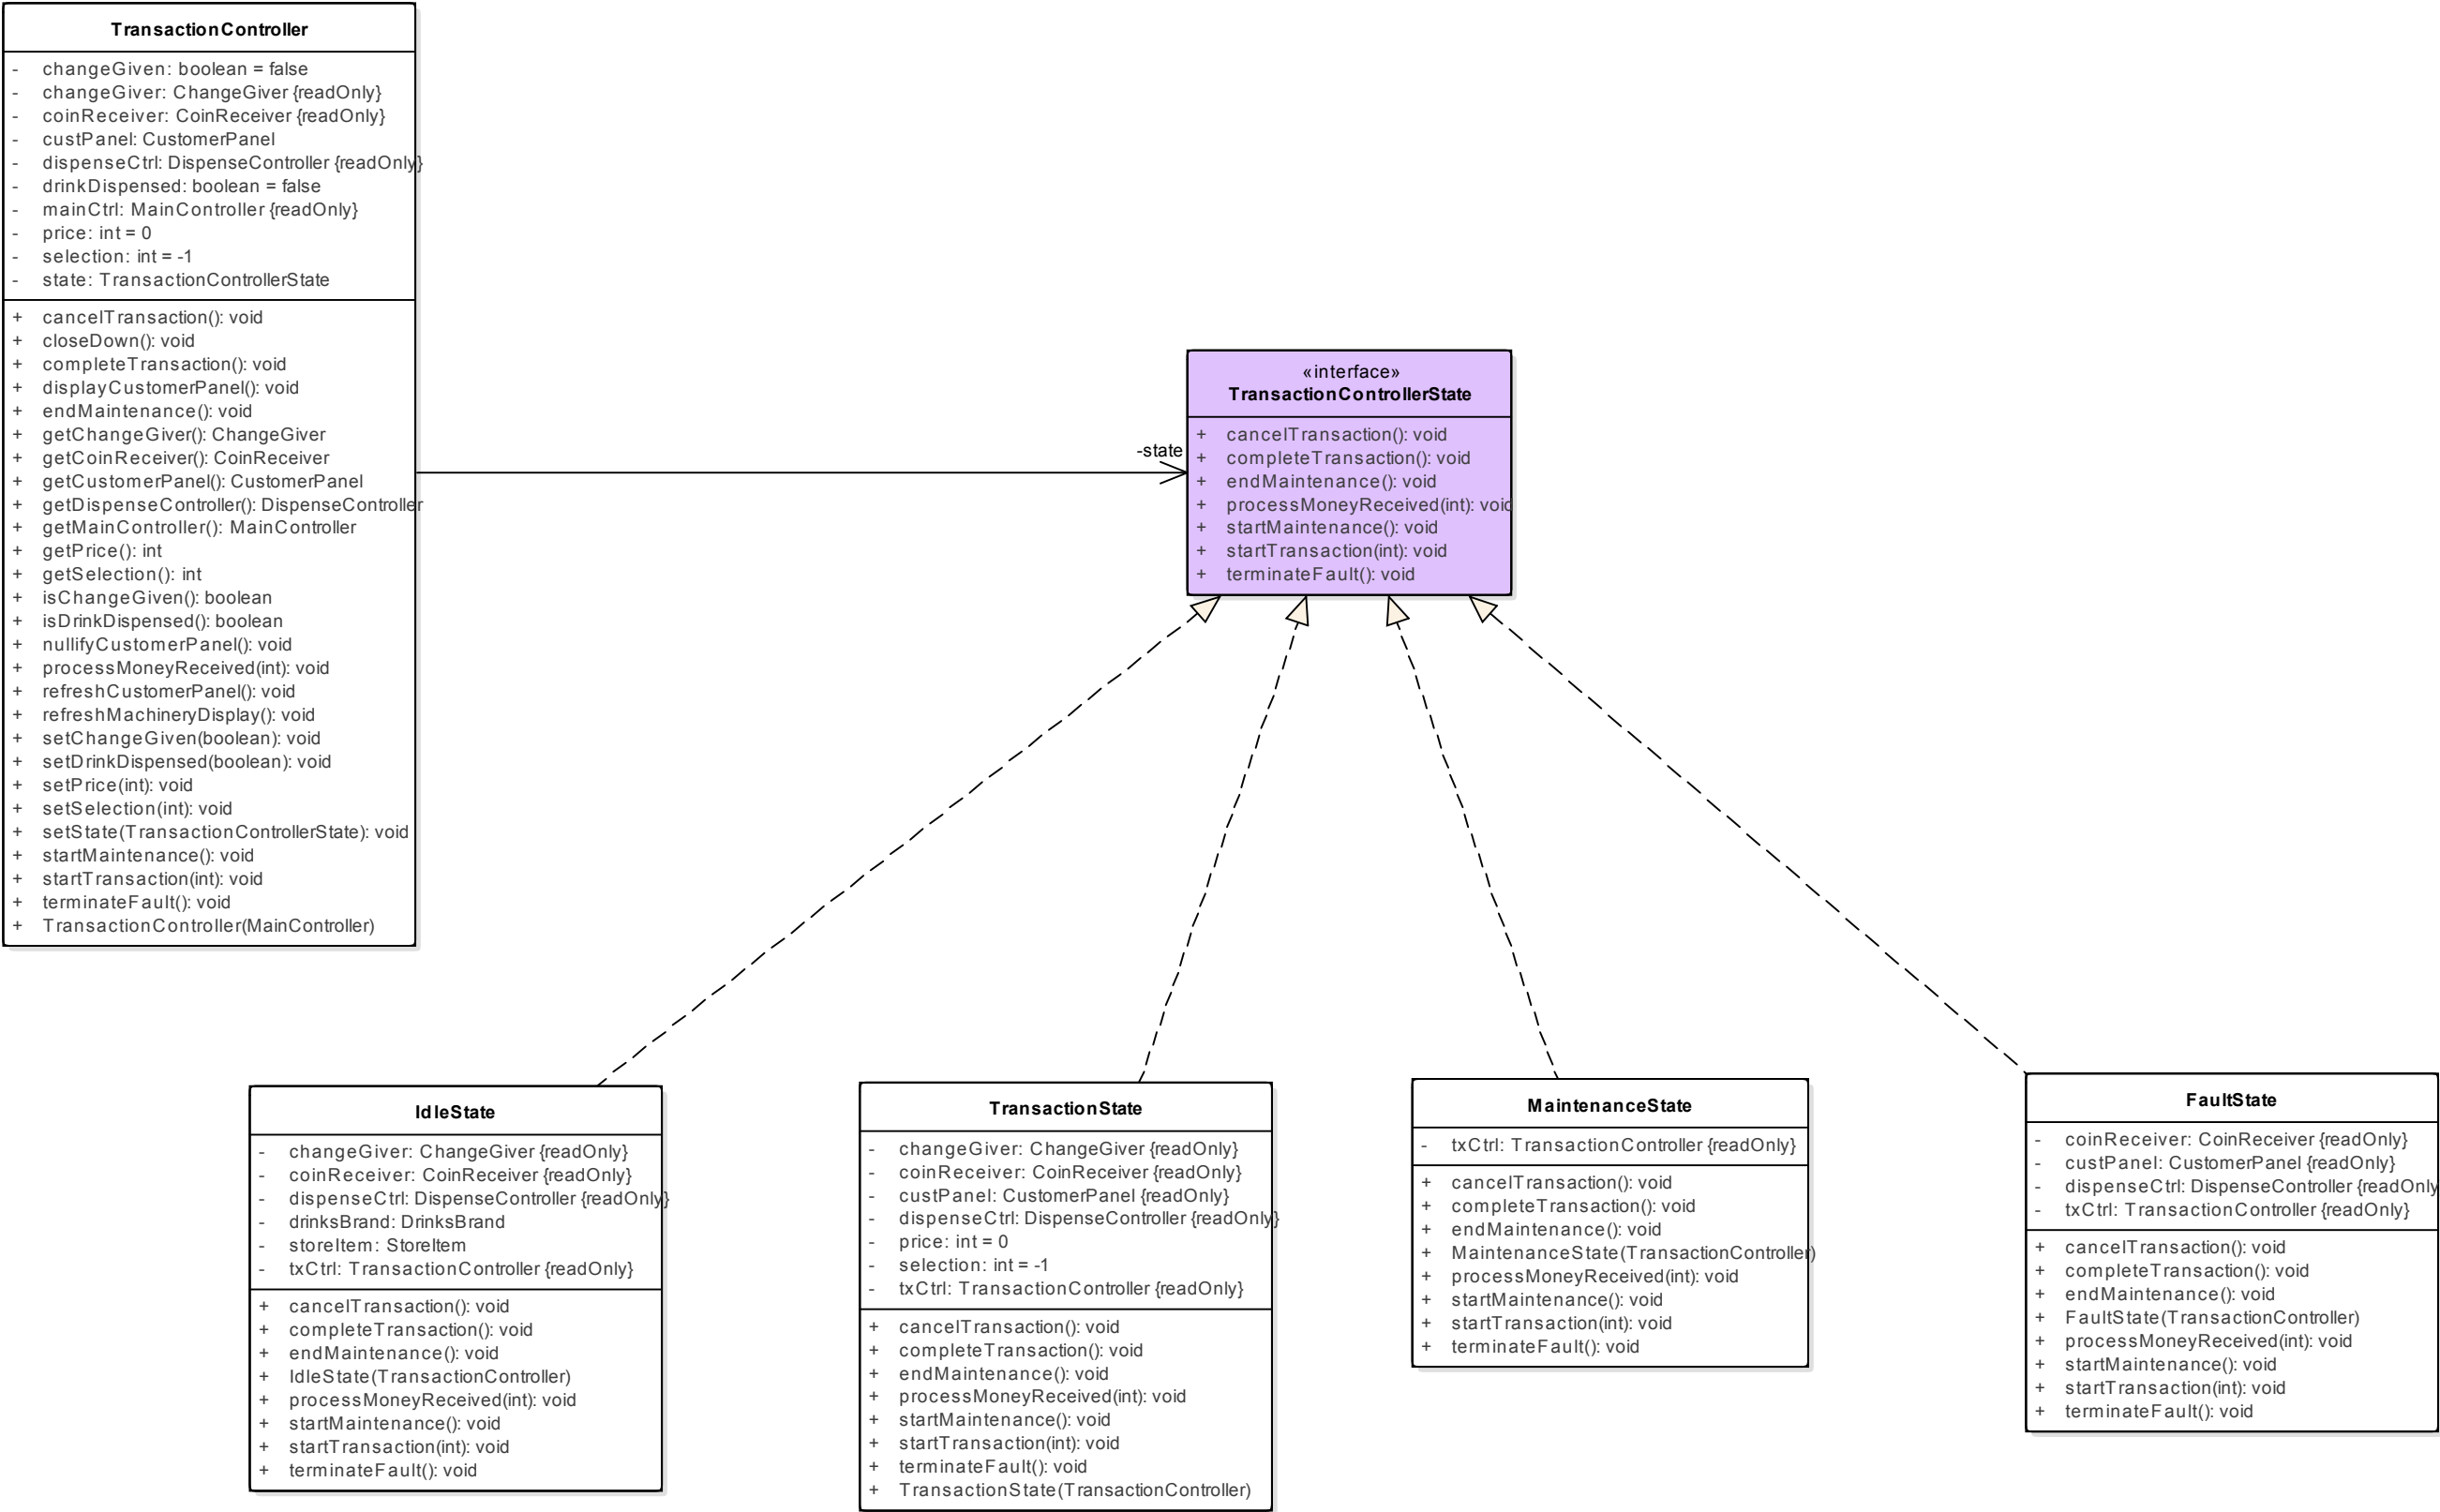 TransactionController
- changeGiven: boolean = false
- changeGiver: ChangeGiver {readOnly}
- coinReceiver: CoinReceiver {readOnly}
- custPanel: CustomerPanel
- dispenseCtrl: DispenseController {readOnly}
- drinkDispensed: boolean = false
- mainCtrl: MainController {readOnly}
- price: int = 0
- selection: int = -1
- state: TransactionControllerState
+ cancelTransaction(): void
+ closeDown(): void
+ completeTransaction(): void
+ displayCustomerPanel(): void
+ endMaintenance(): void
+ getChangeGiver(): ChangeGiver
+ getCoinReceiver(): CoinReceiver
+ getCustomerPanel(): CustomerPanel
+ getDispenseController(): DispenseController
+ getMainController(): MainController
+ getPrice(): int
+ getSelection(): int
+ isChangeGiven(): boolean
+ isDrinkDispensed(): boolean
+ nullifyCustomerPanel(): void
+ processMoneyReceived(int): void
+ refreshCustomerPanel(): void
+ refreshMachineryDisplay(): void
+ setChangeGiven(boolean): void
+ setDrinkDispensed(boolean): void
+ setPrice(int): void
+ setSelection(int): void
+ setState(TransactionControllerState): void
+ startMaintenance(): void
+ startTransaction(int): void
+ terminateFault(): void
+ TransactionController(MainController)
-state
«interface»
TransactionControllerState
+ cancelTransaction(): void
+ completeTransaction(): void
+ endMaintenance(): void
+ processMoneyReceived(int): void
+ startMaintenance(): void
+ startTransaction(int): void
+ terminateFault(): void
IdleState
- changeGiver: ChangeGiver {readOnly}
- coinReceiver: CoinReceiver {readOnly}
- dispenseCtrl: DispenseController {readOnly}
- drinksBrand: DrinksBrand
- storeItem: StoreItem
- txCtrl: TransactionController {readOnly}
+ cancelTransaction(): void
+ completeTransaction(): void
+ endMaintenance(): void
+ IdleState(TransactionController)
+ processMoneyReceived(int): void
+ startMaintenance(): void
+ startTransaction(int): void
+ terminateFault(): void
TransactionState
- changeGiver: ChangeGiver {readOnly}
- coinReceiver: CoinReceiver {readOnly}
- custPanel: CustomerPanel {readOnly}
- dispenseCtrl: DispenseController {readOnly}
- price: int = 0
- selection: int = -1
- txCtrl: TransactionController {readOnly}
+ cancelTransaction(): void
+ completeTransaction(): void
+ endMaintenance(): void
+ processMoneyReceived(int): void
+ startMaintenance(): void
+ startTransaction(int): void
+ terminateFault(): void
+ TransactionState(TransactionController)
MaintenanceState
- txCtrl: TransactionController {readOnly}
+ cancelTransaction(): void
+ completeTransaction(): void
+ endMaintenance(): void
+ MaintenanceState(TransactionController)
+ processMoneyReceived(int): void
+ startMaintenance(): void
+ startTransaction(int): void
+ terminateFault(): void
FaultState
- coinReceiver: CoinReceiver {readOnly}
- custPanel: CustomerPanel {readOnly}
- dispenseCtrl: DispenseController {readOnly
- txCtrl: TransactionController {readOnly}
+ cancelTransaction(): void
+ completeTransaction(): void
+ endMaintenance(): void
+ FaultState(TransactionController)
+ processMoneyReceived(int): void
+ startMaintenance(): void
+ startTransaction(int): void
+ terminateFault(): void